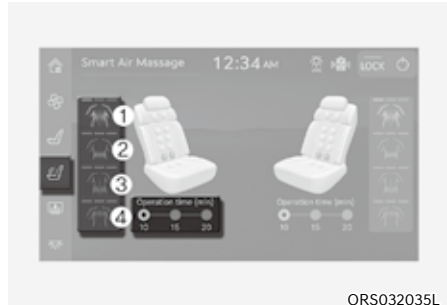 Smart Air Massage 12:34 AM LOCK
1
2
3
4
Operation time (min)
10 15 20
Operation time (min)
10 15 20
ORS032035L